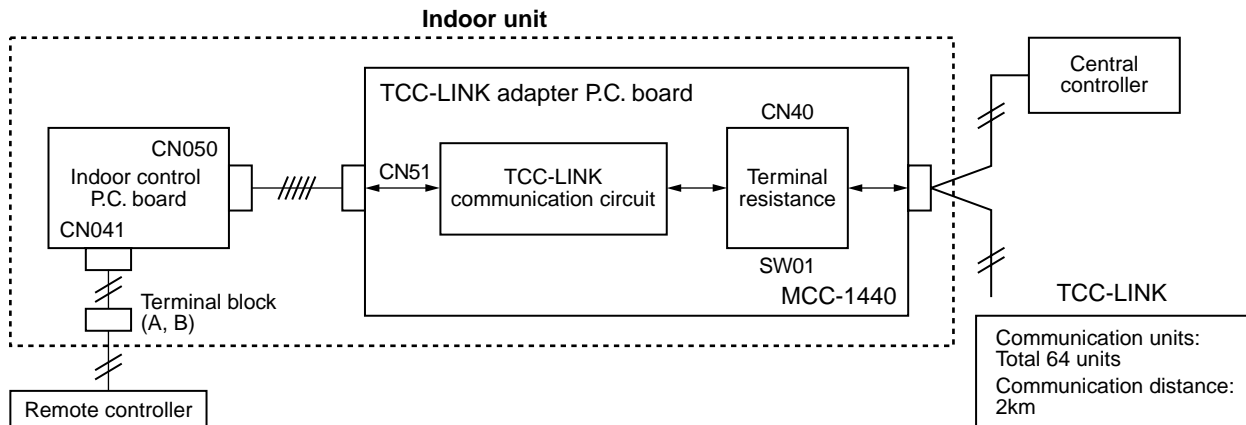 Indoor unit
Central
controller
TCC-LINK adapter P.C. board
CN40
CN050
Indoor control
P.C. board
CN041
CN51
TCC-LINK
communication circuit
Terminal
resistance
SW01
MCC-1440
Terminal block
(A, B)
Remote controller
TCC-LINK
Communication units:
Total 64 units
Communication distance:
2km